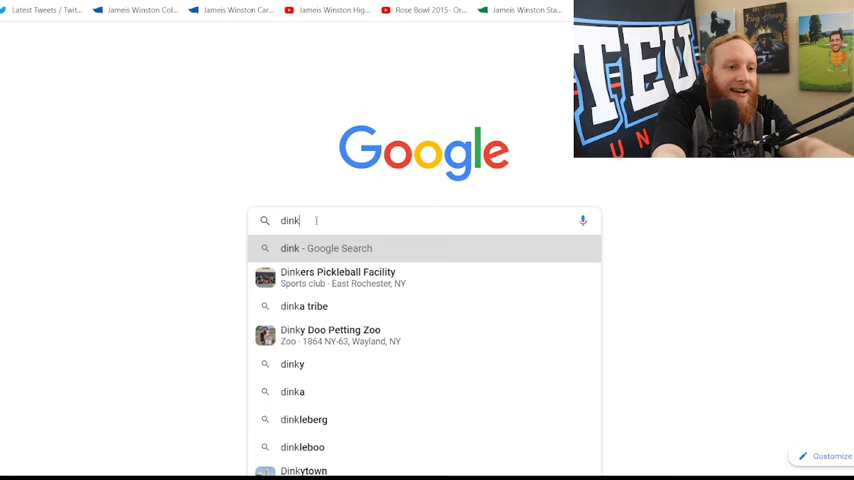 Latest Tweets / Twit...
Jameis Winston Col...
Jameis Winston Car...
Jameis Winston Hig...
Rose Bowl 2015- Or...
Jameis Winston Sta...
TEU
UN
Google
dink
dink - Google Search
Dinkers Pickleball Facility
Sports club · East Rochester, NY
dinka tribe
Dinky Doo Petting Zoo
Zoo · 1864 NY-63, Wayland, NY
dinky
dinka
dinkleberg
dinkleboo
Dinkytown
Customize